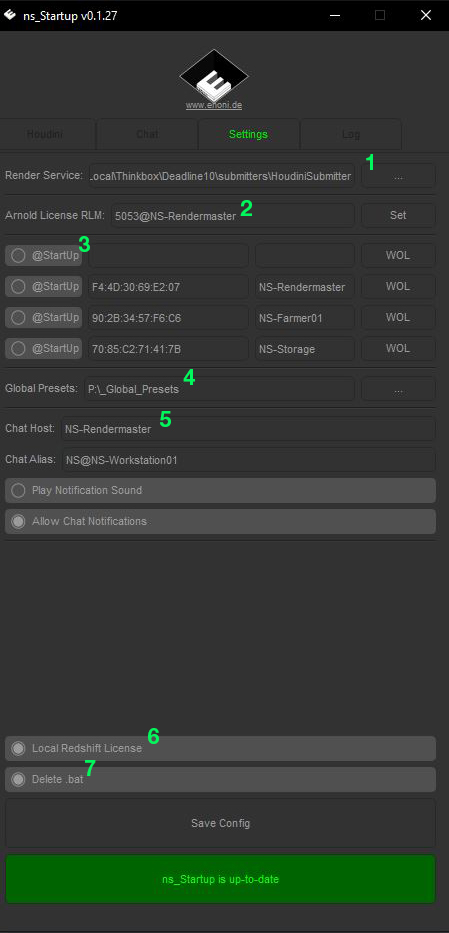 ns_Startup v0.1.27
www.enoni.de
Houdini Chat Settings Log
Render Service: .ocal\Thinkbox\Deadline10\submitters\HoudiniSubmitter 1 ...
Arnold License RLM: 5053@NS-Rendermaster 2 Set
3
@StartUp WOL
@StartUp F4:4D:30:69:E2:07 NS-Rendermaster WOL
@StartUp 90:2B:34:57:F6:C6 NS-Farmer01 WOL
@StartUp 70:85:C2:71:41:7B NS-Storage WOL
Global Presets: P:\_Global_Presets 4 ...
Chat Host: NS-Rendermaster 5
Chat Alias: NS@NS-Workstation01
Play Notification Sound
Allow Chat Notifications
Local Redshift License 6
Delete .bat 7
Save Config
ns_Startup is up-to-date